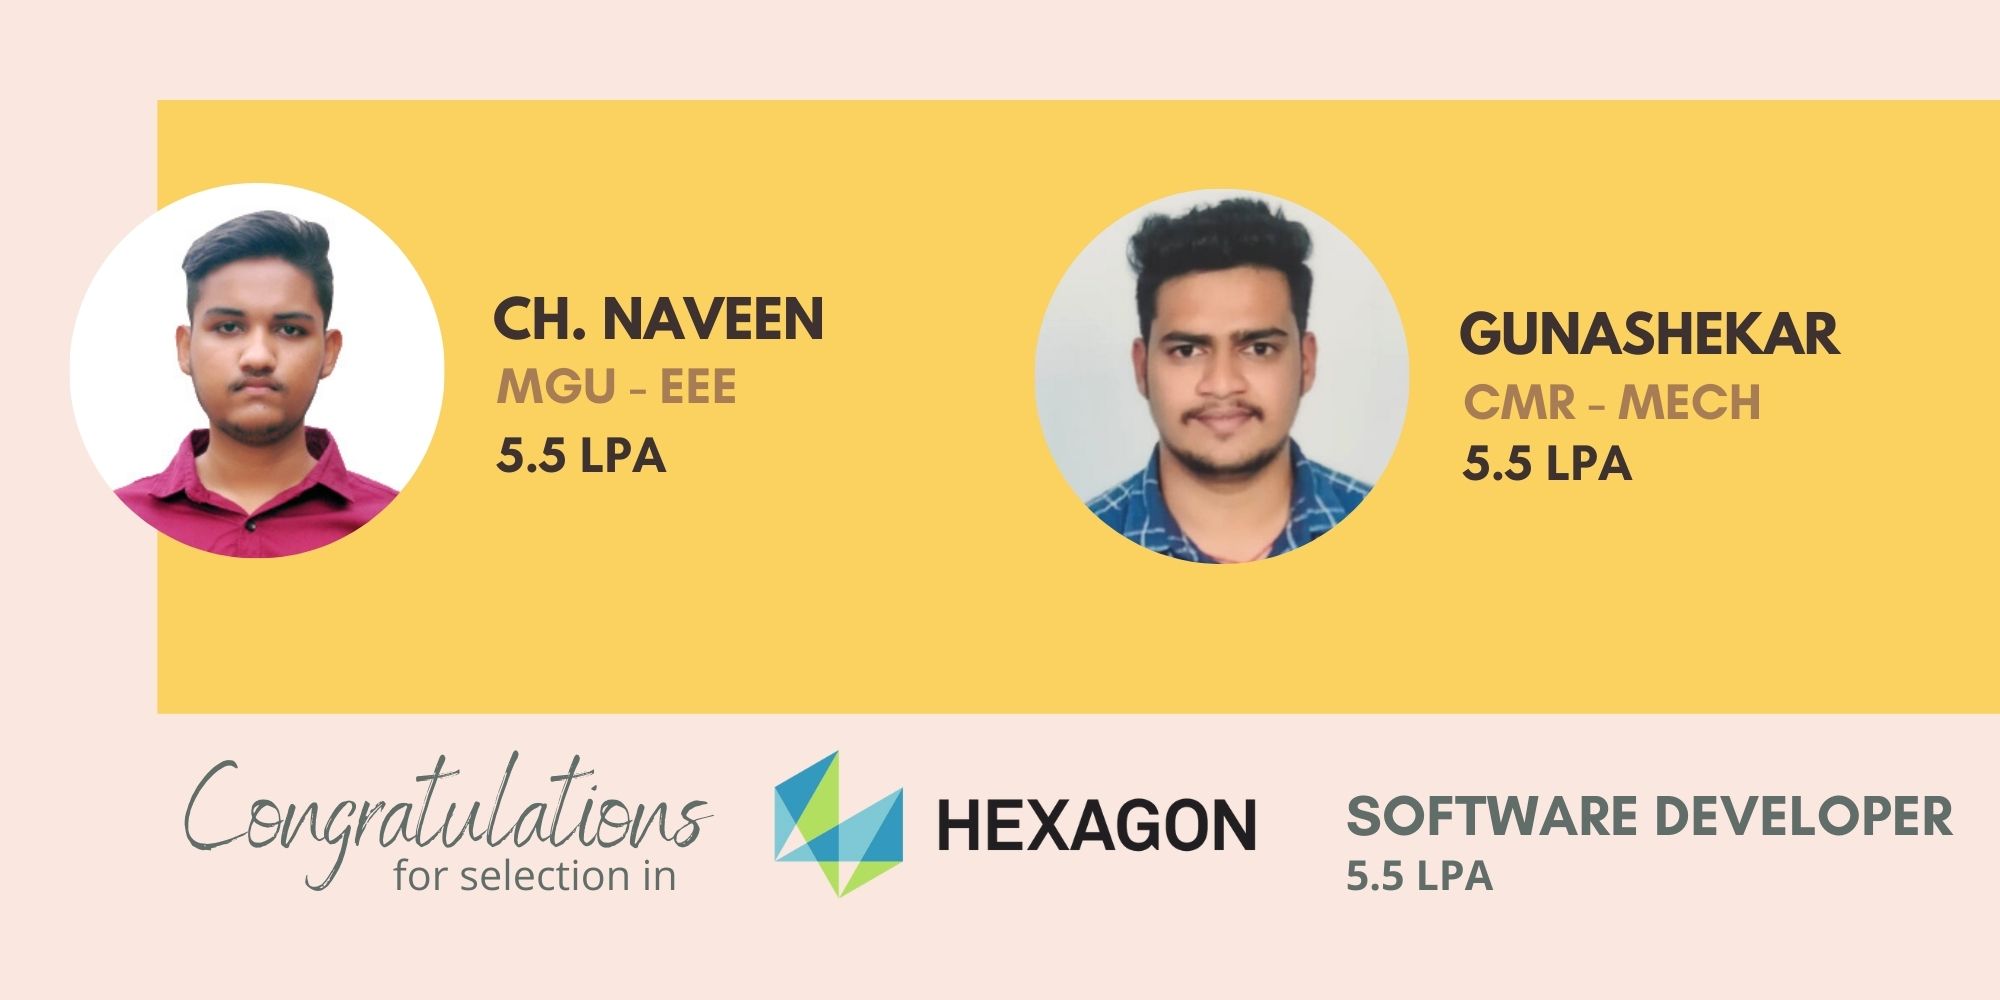 CH. NAVEEN
MGU - EEE
5.5 LPA
GUNASHEKAR
CMR - MECH
5.5 LPA
Congratulations
for selection in
HEXAGON
SOFTWARE DEVELOPER
5.5 LPA